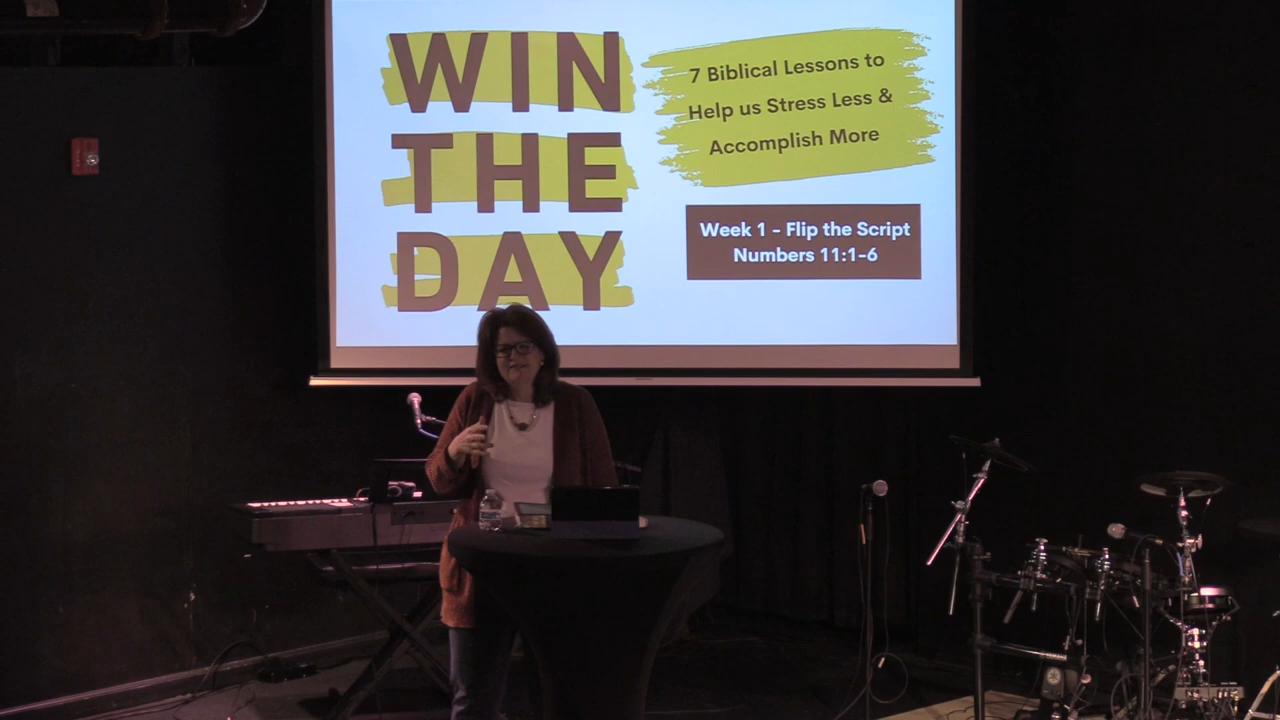 WIN
THE
DAY
7 Biblical Lessons to
Help us Stress Less &
Accomplish More
Week 1 - Flip the Script
Numbers 11:1-6